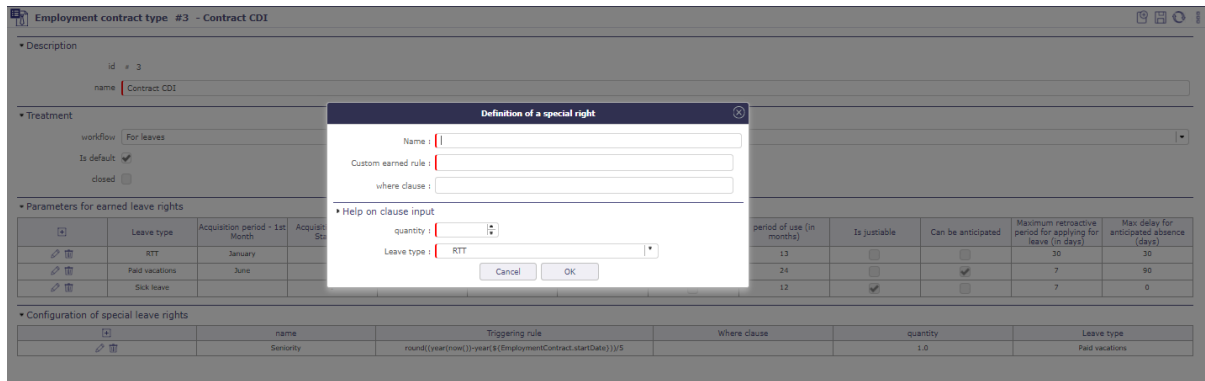 Employment contract type #3 - Contract CDI
Description
id # 3
name Contract CDI
Treatment
workflow For leaves
Is default
closed
Definition of a special right
Name :
Custom earned rule :
where clause :
Help on clause input
quantity :
Leave type : RTT
Cancel OK
Parameters for earned leave rights
Leave type Acquisition period - 1st Month Acquisit Sta period of use (in months) Is justiable Can be anticipated Maximum retroactive period for applying for leave (in days) Max delay for anticipated absence (days)
RTT January 13 30 30
Paid vacations June 24 7 90
Sick leave 12 7 0
Configuration of special leave rights
name Triggering rule Where clause quantity Leave type
Seniority round((year(now())-year(${EmploymentContract.startDate}))/5 1.0 Paid vacations